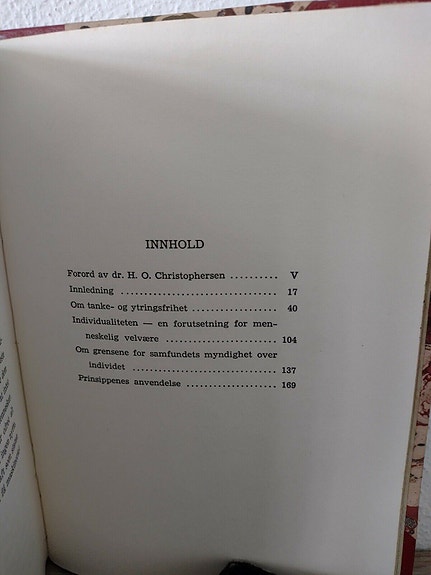 INNHOLD
Forord av dr. H. O. Christophersen .......... V
Innledning ................................ 17
Om tanke- og ytringsfrihet ................. 40
Individualiteten — en forutsetning for men-
neskelig velvære ...................... 104
Om grensene for samfundets myndighet over
individet ............................. 137
Prinsippenes anvendelse .................. 169